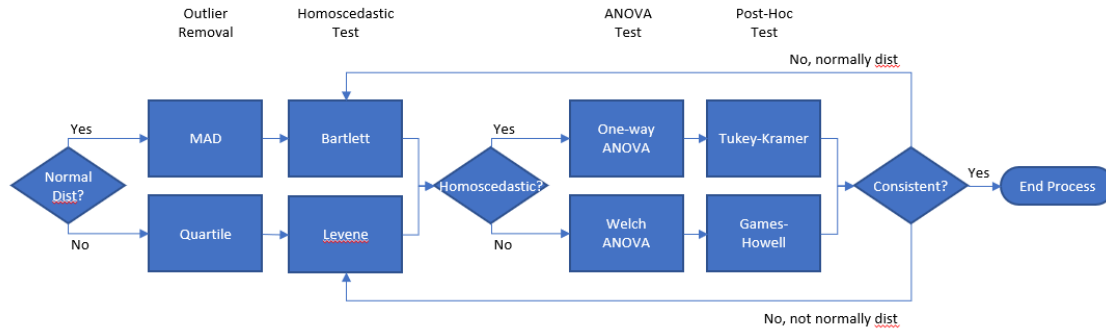 Outlier
Removal
Homoscedastic
Test
ANOVA
Test
Post-Hoc
Test
No, normally dist
Yes
MAD
Bartlett
Yes
One-way
ANOVA
Tukey-Kramer
Normal
Dist?
Homoscedastic?
Consistent?
Yes
End Process
No
Quartile
Levene
No
Welch
ANOVA
Games-
Howell
No, not normally dist